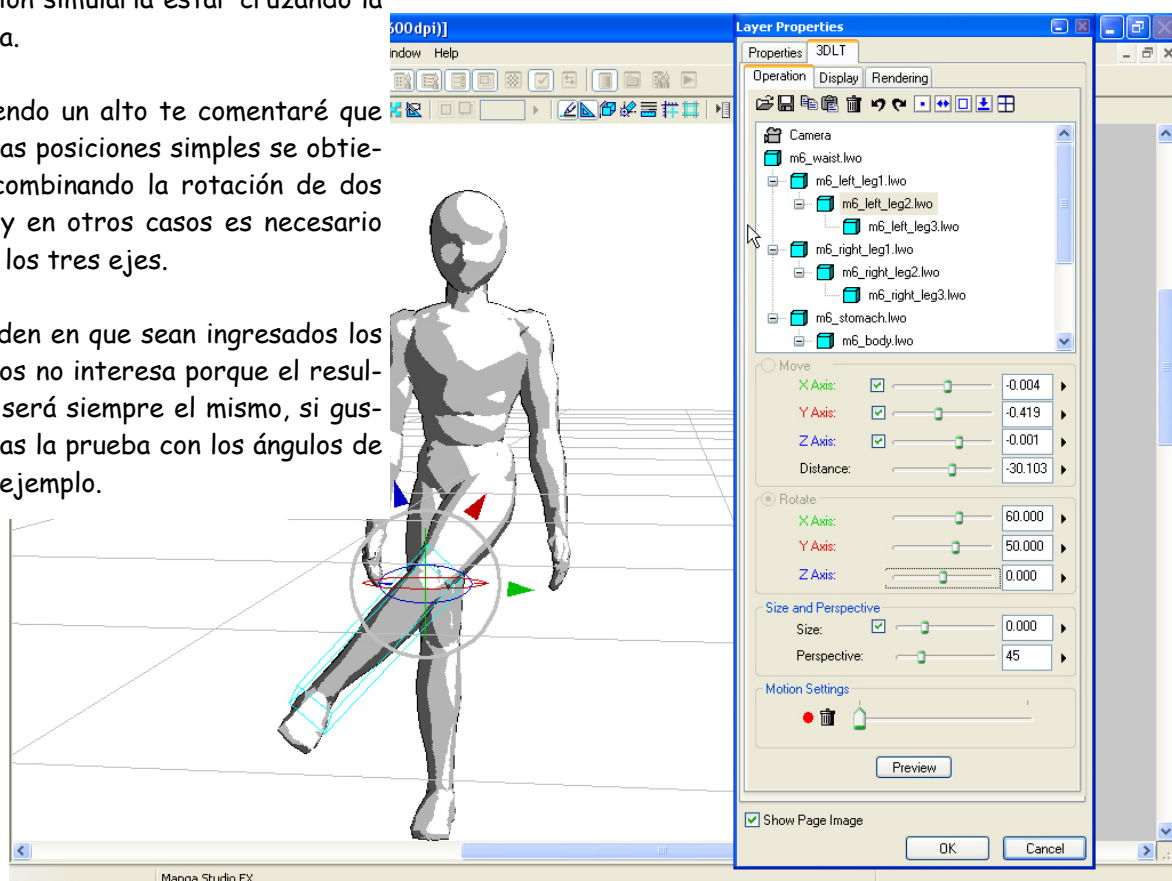 ión simularía estar cruzando la
a.
endo un alto te comentaré que
as posiciones simples se obtie-
combinando la rotación de dos
y en otros casos es necesario
los tres ejes.
den en que sean ingresados los
os no interesa porque el resul-
será siempre el mismo, si gus-
as la prueba con los ángulos de
ejemplo.
600dpi)]
indow Help
Layer Properties
Properties 3DLT
Operation Display Rendering
Camera
m6_waist.lwo
m6_left_leg1.lwo
m6_left_leg2.lwo
m6_left_leg3.lwo
m6_right_leg1.lwo
m6_right_leg2.lwo
m6_right_leg3.lwo
m6_stomach.lwo
m6_body.lwo
Move
X Axis: -0.004
Y Axis: -0.419
Z Axis: -0.001
Distance: -30.103
Rotate
X Axis: 60.000
Y Axis: 50.000
Z Axis: 0.000
Size and Perspective
Size: 0.000
Perspective: 45
Motion Settings
Preview
Show Page Image
OK Cancel
Manga Studio EX